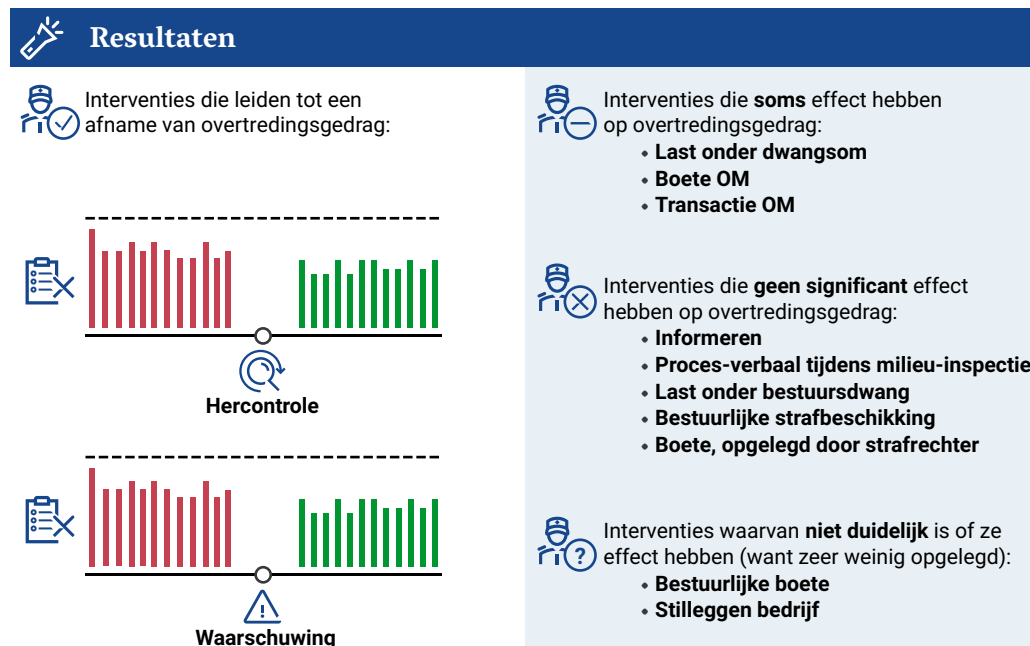 Resultaten
Interventies die leiden tot een
afname van overtredingsgedrag:
Hercontrole
Waarschuwing
Interventies die soms effect hebben
op overtredingsgedrag:
• Last onder dwangsom
• Boete OM
• Transactie OM
Interventies die geen significant effect
hebben op overtredingsgedrag:
• Informeren
• Proces-verbaal tijdens milieu-inspectie
• Last onder bestuursdwang
• Bestuurlijke strafbeschikking
• Boete, opgelegd door strafrechter
?
Interventies waarvan niet duidelijk is of ze
effect hebben (want zeer weinig opgelegd):
• Bestuurlijke boete
• Stilleggen bedrijf